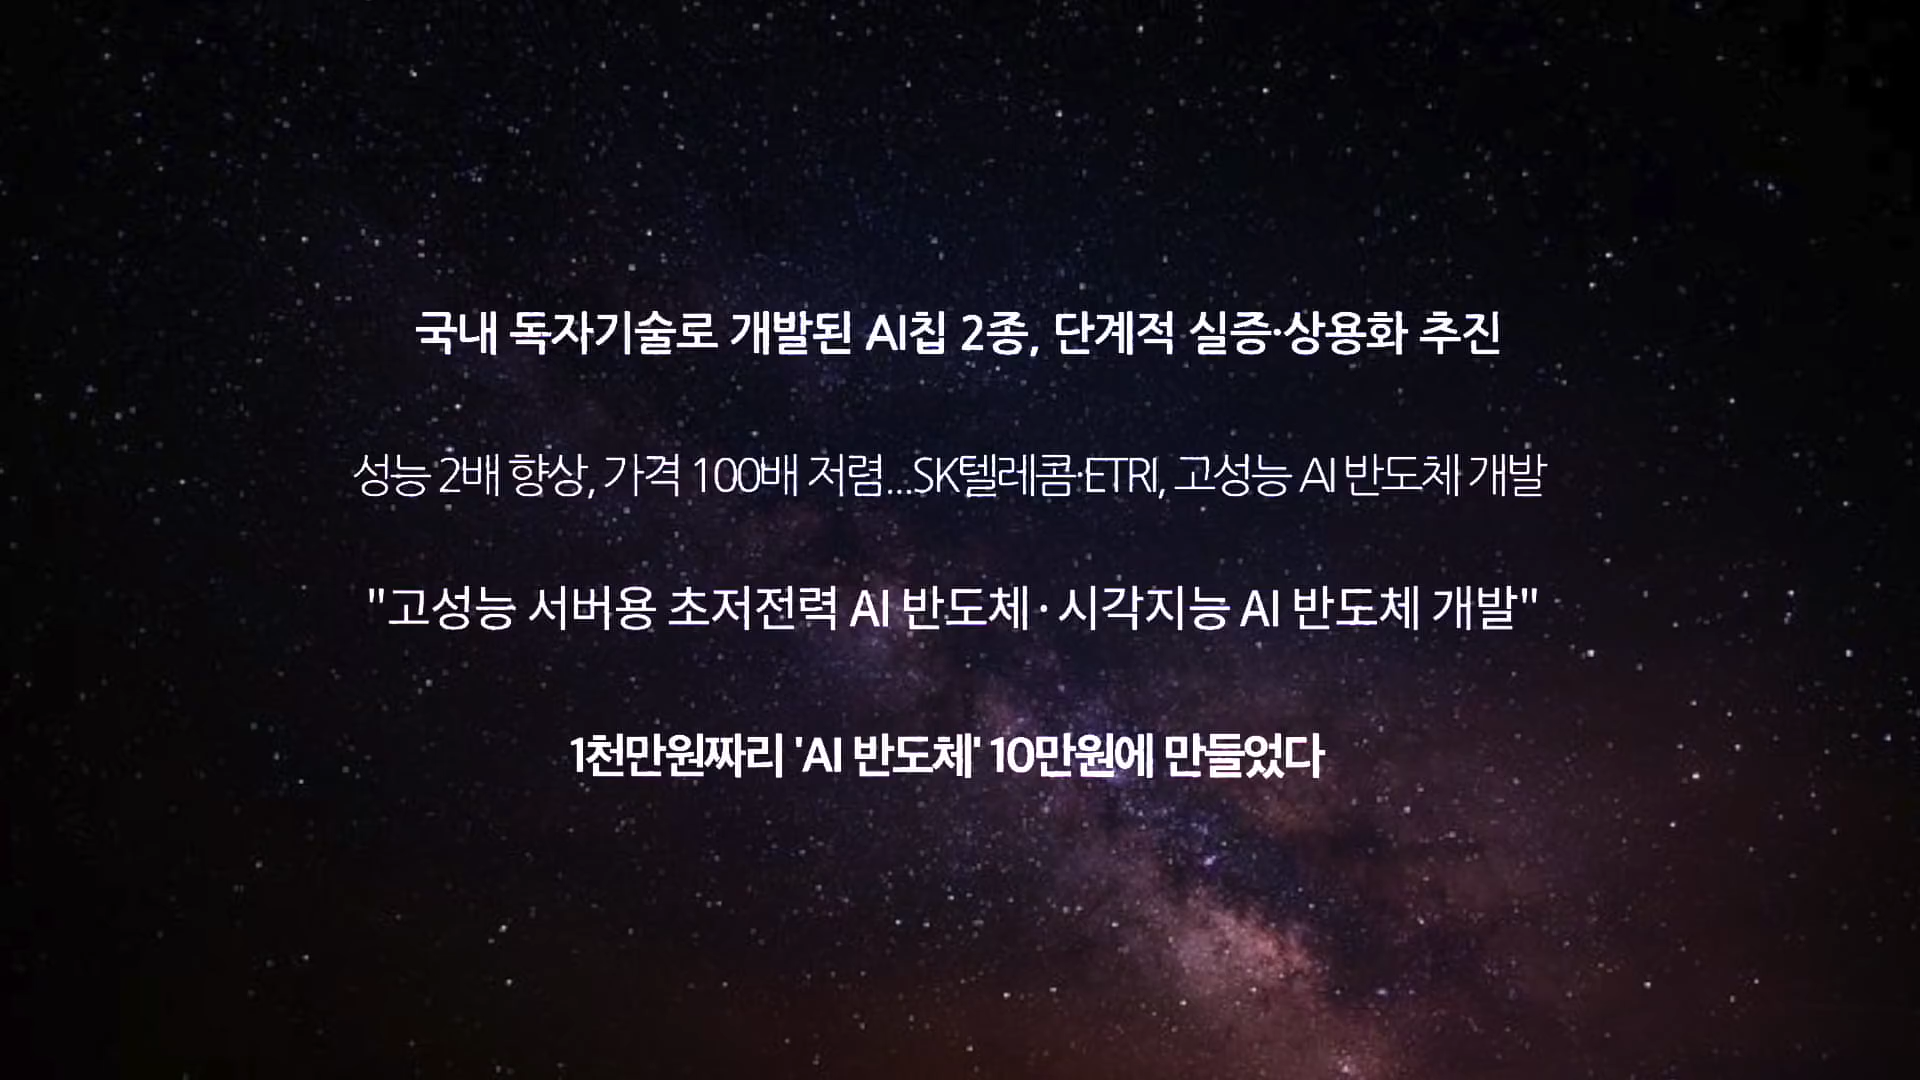 국내 독자기술로 개발된 AI칩 2종, 단계적 실증·상용화 추진
성능 2배 향상, 가격 100배 저렴...SK텔레콤·ETRI, 고성능 AI 반도체 개발
"고성능 서버용 초저전력 AI 반도체·시각지능 AI 반도체 개발"
1천만원짜리 'AI 반도체' 10만원에 만들었다